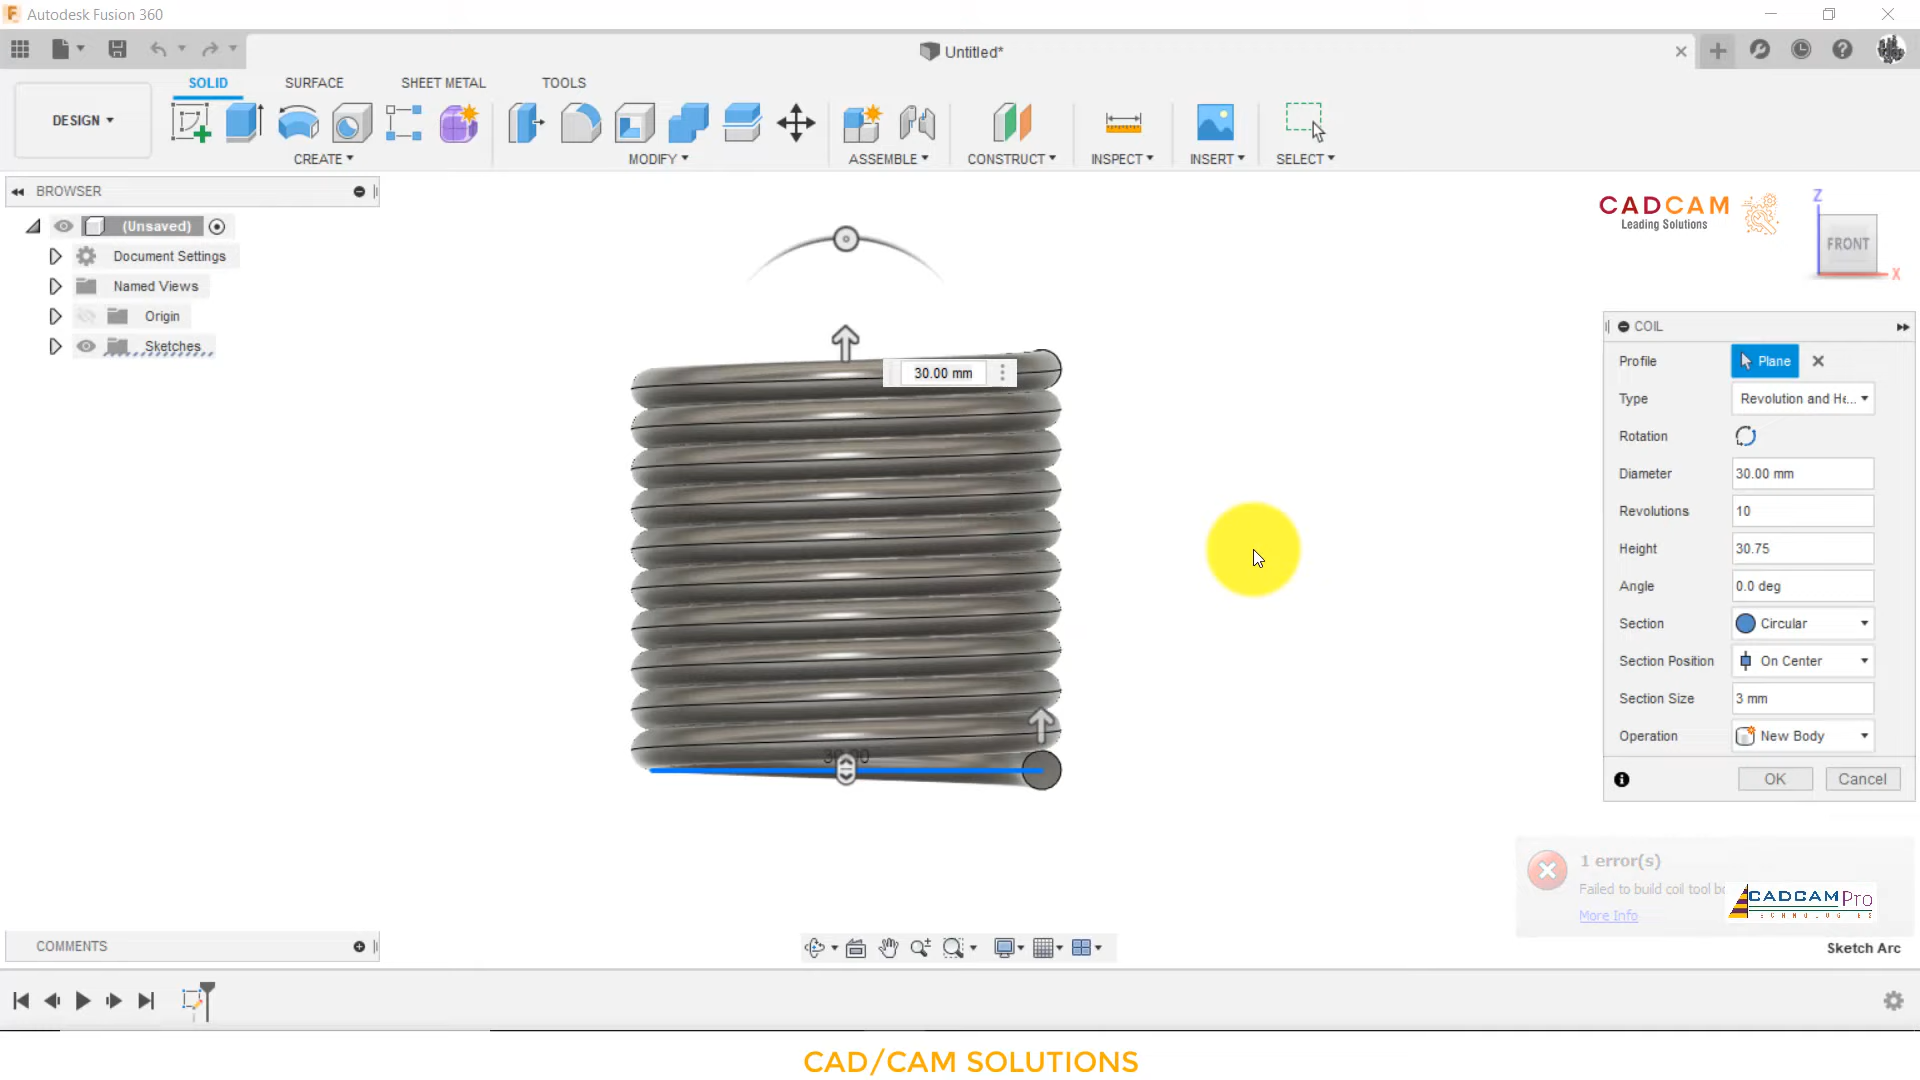 Autodesk Fusion 360
Untitled*
SOLID
SURFACE
SHEET METAL
TOOLS
DESIGN
CREATE
MODIFY
ASSEMBLE
CONSTRUCT
INSPECT
INSERT
SELECT
BROWSER
(Unsaved)
Document Settings
Named Views
Origin
Sketches
CADCAM
Leading Solutions
Z
FRONT
X
30.00 mm
30.00
COIL
Profile Plane
Type Revolution and He...
Rotation
Diameter 30.00 mm
Revolutions 10
Height 30.75
Angle 0.0 deg
Section Circular
Section Position On Center
Section Size 3 mm
Operation New Body
OK Cancel
1 error(s)
Failed to build coil tool bo
More Info
CADCAMPro
Sketch Arc
COMMENTS
CAD/CAM SOLUTIONS